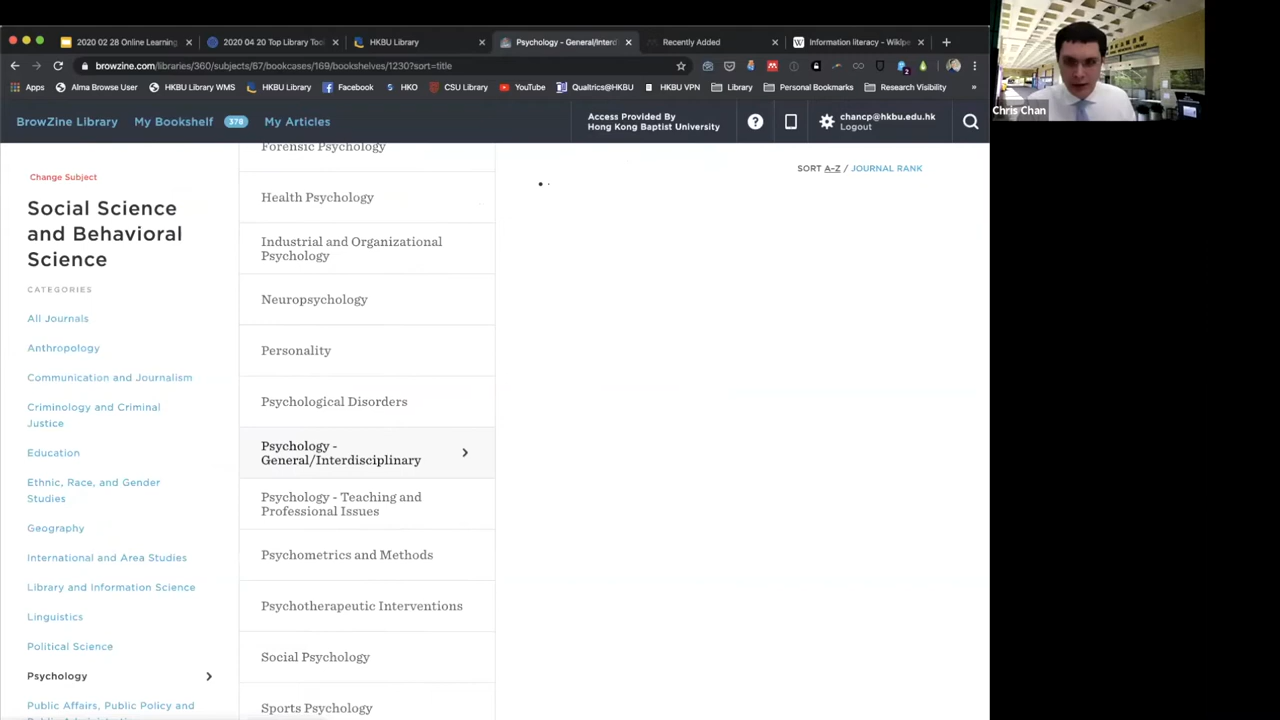 2020 02 28 Online Learning
2020 04 20 Top Library Too
HKBU Library
Psychology - General/Interd
Recently Added
Information literacy - Wikipe
browzine.com/libraries/360/subjects/67/bookcases/169/bookshelves/1230?sort=title
Apps
Alma Browse User
HKBU Library WMS
HKBU Library
Facebook
HKO
CSU Library
YouTube
Qualtrics@HKBU
HKBU VPN
Library
Personal Bookmarks
Research Visibility
»
BrowZine Library
My Bookshelf 378
My Articles
Access Provided By
Hong Kong Baptist University
chancp@hkbu.edu.hk
Logout
Chris Chan
Change Subject
Social Science
and Behavioral
Science
CATEGORIES
All Journals
Anthropology
Communication and Journalism
Criminology and Criminal
Justice
Education
Ethnic, Race, and Gender
Studies
Geography
International and Area Studies
Library and Information Science
Linguistics
Political Science
Psychology
Public Affairs, Public Policy and
Forensic Psychology
Health Psychology
Industrial and Organizational
Psychology
Neuropsychology
Personality
Psychological Disorders
Psychology -
General/Interdisciplinary
Psychology - Teaching and
Professional Issues
Psychometrics and Methods
Psychotherapeutic Interventions
Social Psychology
Sports Psychology
SORT A–Z / JOURNAL RANK